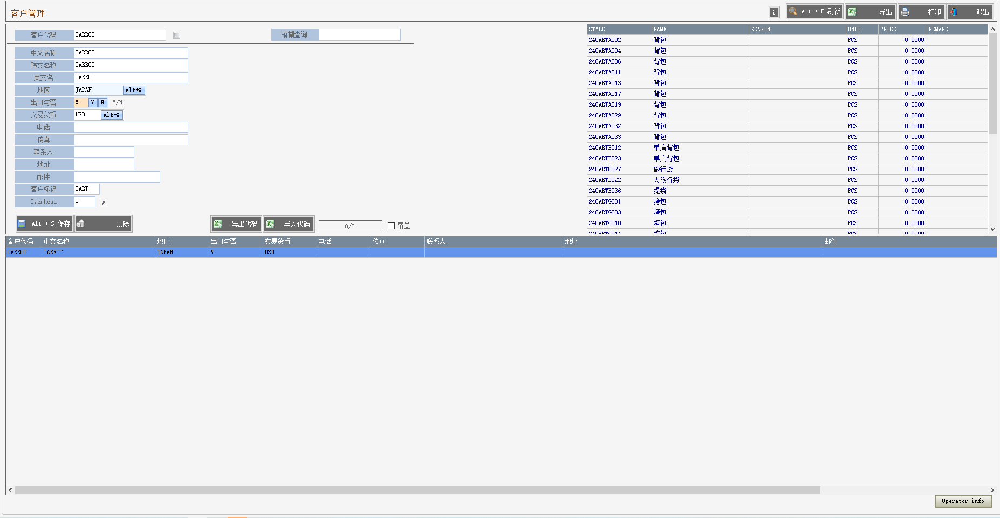 客户管理
i
Alt + F 刷新
导出
打印
退出
客户代码 CARROT
模糊查询
中文名称 CARROT
韩文名称 CARROT
英文名 CARROT
地区 JAPAN Alt+X
出口与否 Y Y N Y/N
交易货币 USD Alt+X
电话
传真
联系人
地址
邮件
客户标记 CART
Overhead 0 %
Alt + S 保存
删除
导出代码
导入代码
0/0
覆盖
STYLE NAME SEASON UNIT PRICE REMARK
24CARTA002 背包 PCS 0.0000
24CARTA004 背包 PCS 0.0000
24CARTA006 背包 PCS 0.0000
24CARTA011 背包 PCS 0.0000
24CARTA013 背包 PCS 0.0000
24CARTA017 背包 PCS 0.0000
24CARTA019 背包 PCS 0.0000
24CARTA029 背包 PCS 0.0000
24CARTA032 背包 PCS 0.0000
24CARTA033 背包 PCS 0.0000
24CARTB012 单肩背包 PCS 0.0000
24CARTB023 单肩背包 PCS 0.0000
24CARTC027 旅行袋 PCS 0.0000
24CARTD022 大旅行袋 PCS 0.0000
24CARTE036 提袋 PCS 0.0000
24CARTG001 挎包 PCS 0.0000
24CARTG003 挎包 PCS 0.0000
24CARTG010 挎包 PCS 0.0000
24CARTG014 挎包 PCS 0.0000
客户代码 中文名称 地区 出口与否 交易货币 电话 传真 联系人 地址 邮件
CARROT CARROT JAPAN Y USD
Operator info